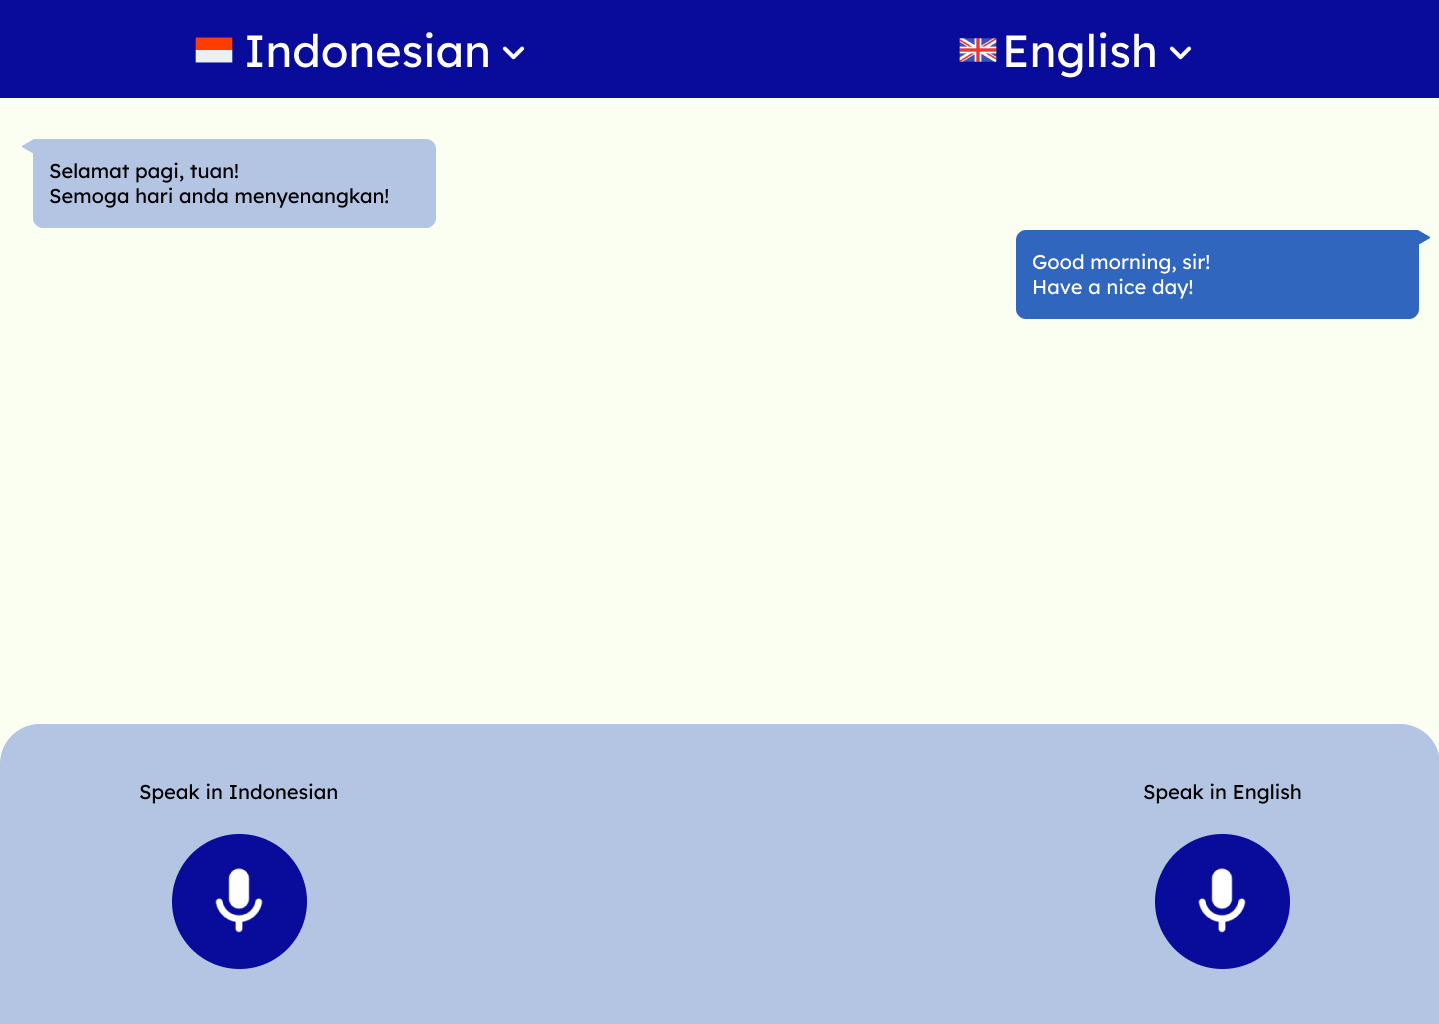 Indonesian
English
Selamat pagi, tuan!
Semoga hari anda menyenangkan!
Good morning, sir!
Have a nice day!
Speak in Indonesian
Speak in English